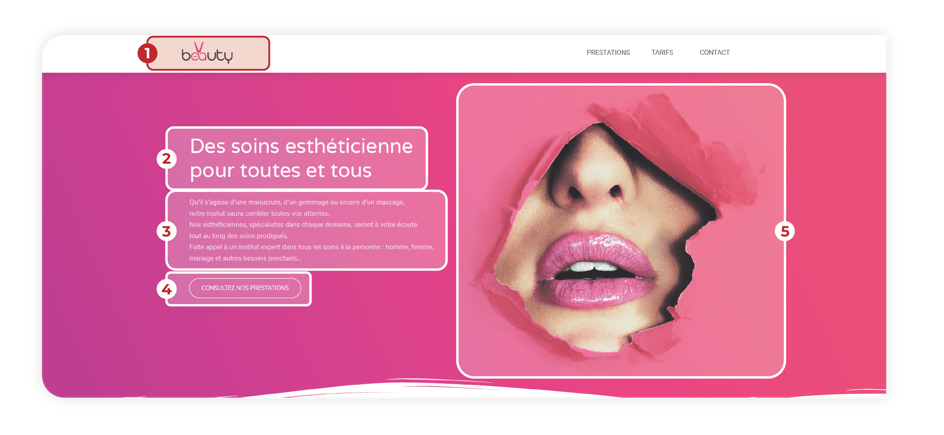 1
beauty
PRESTATIONS TARIFS CONTACT
2
Des soins esthéticienne
pour toutes et tous
3
Qu'il s'agisse d'une manucrure, d'un gommage ou encore d'un massage,
notre insitut saura combler toutes vos attentes.
Nos esthéticiennes, spécialistes dans chaque domaine, seront à votre écoute
tout au long des soins prodigués.
Faite appel à un institut expert dans tous les soins à la personne : homme, femme,
mariage et autres besoins ponctuels...
4
CONSULTEZ NOS PRESTATIONS
5